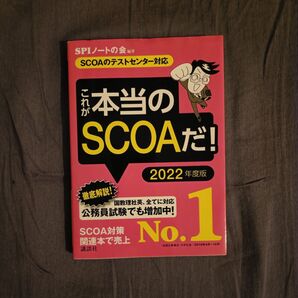 SPIノートの会 編著
SCOAのテストセンター対応
これが
本当の
SCOAだ!
2022年度版
徹底解説!
国数理社英、全てに対応
公務員試験でも増加中!
SCOA対策
関連本で売上
No.1
講談社